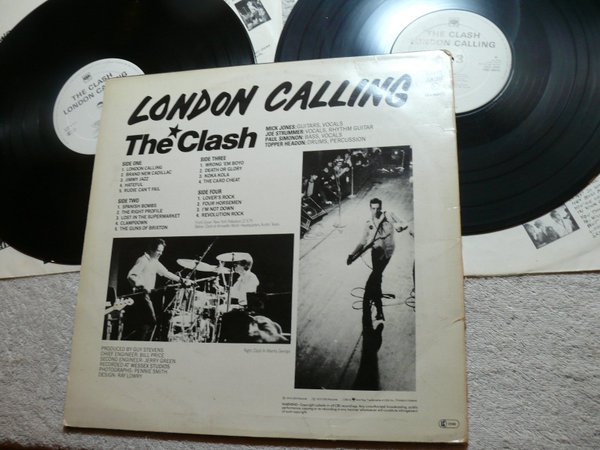 THE CLASH
LONDON CALLING
THE CLASH
LONDON CALLING
3
LONDON CALLING
The Clash
MICK JONES: GUITARS, VOCALS
JOE STRUMMER: VOCALS, RHYTHM GUITAR
PAUL SIMONON: BASS, VOCALS
TOPPER HEADON: DRUMS, PERCUSSION
SIDE ONE
1. LONDON CALLING
2. BRAND NEW CADILLAC
3. JIMMY JAZZ
4. HATEFUL
5. RUDIE CAN'T FAIL
SIDE TWO
1. SPANISH BOMBS
2. THE RIGHT PROFILE
3. LOST IN THE SUPERMARKET
4. CLAMPDOWN
5. THE GUNS OF BRIXTON
SIDE THREE
1. WRONG 'EM BOYO
2. DEATH OR GLORY
3. KOKA KOLA
4. THE CARD CHEAT
SIDE FOUR
1. LOVER'S ROCK
2. FOUR HORSEMEN
3. I'M NOT DOWN
4. REVOLUTION ROCK
PRODUCED BY GUY STEVENS
CHIEF ENGINEER: BILL PRICE
SECOND ENGINEER: JERRY GREEN
RECORDED AT WESSEX STUDIOS
PHOTOGRAPHS: PENNIE SMITH
DESIGN: RAY LOWRY